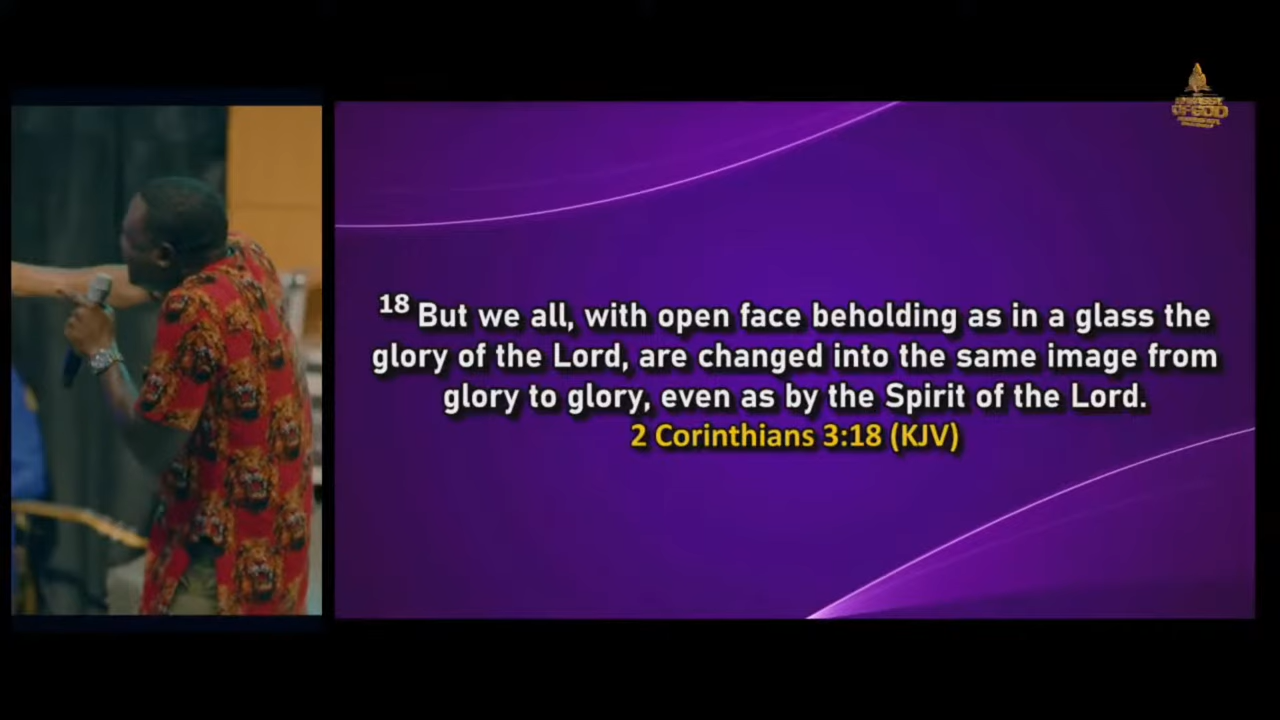 OF GOD
18 But we all, with open face beholding as in a glass the
glory of the Lord, are changed into the same image from
glory to glory, even as by the Spirit of the Lord.
2 Corinthians 3:18 (KJV)